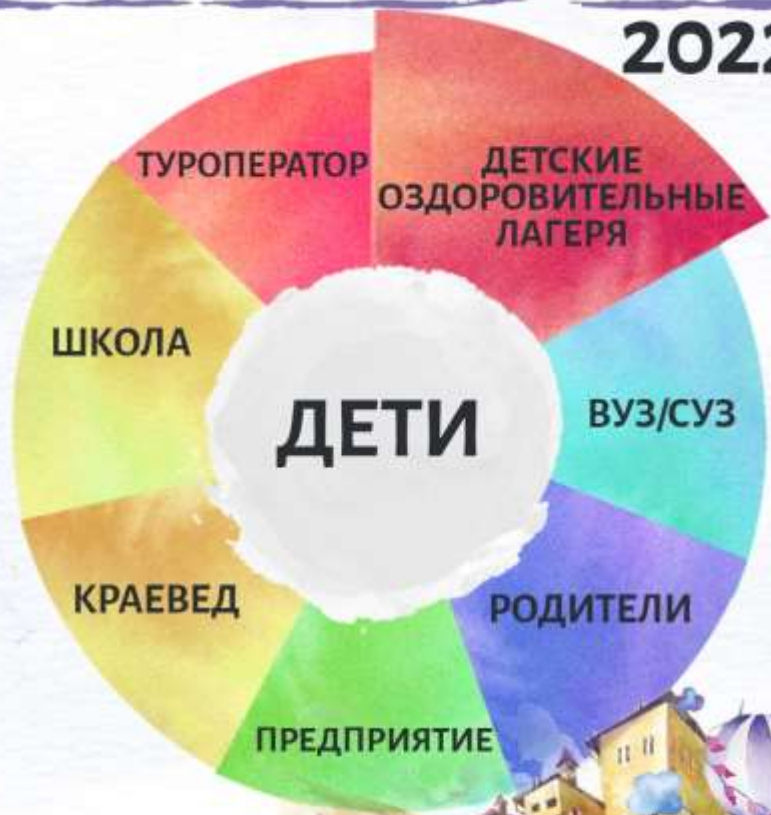 2022
ТУРОПЕРАТОР
ДЕТСКИЕ
ОЗДОРОВИТЕЛЬНЫЕ
ЛАГЕРЯ
ШКОЛА
ВУЗ/СУЗ
ДЕТИ
КРАЕВЕД
РОДИТЕЛИ
ПРЕДПРИЯТИЕ